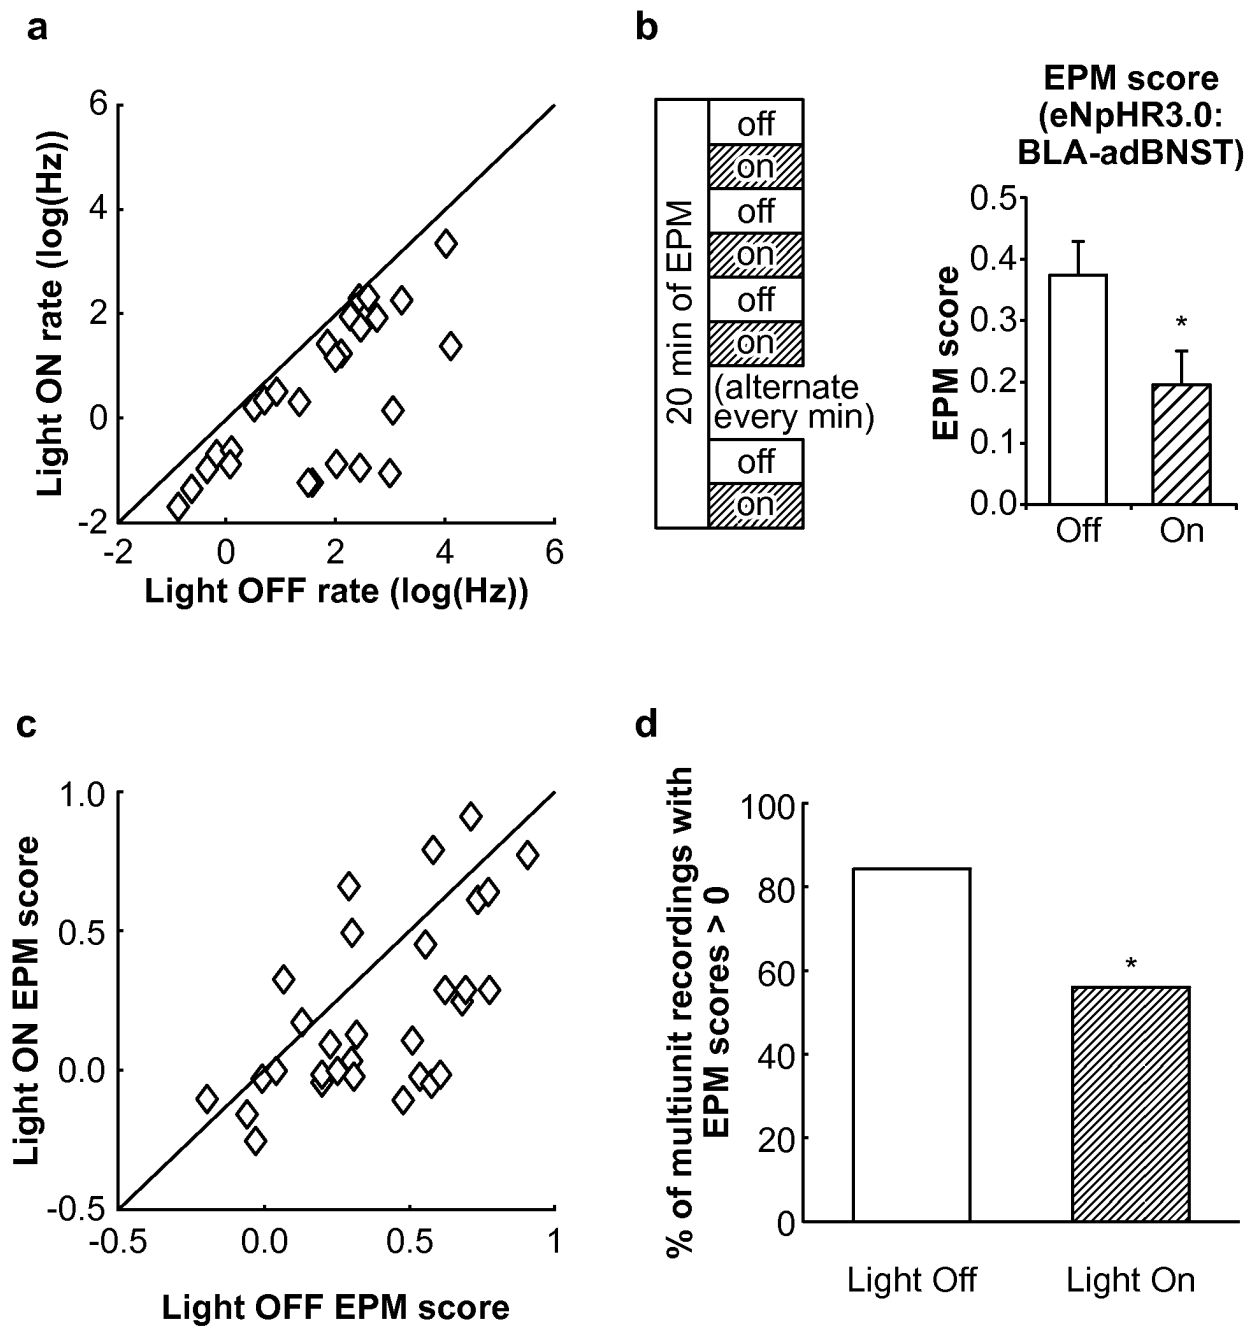 a
6
4
2
0
-2
-2 0 2 4 6
Light ON rate (log(Hz))
Light OFF rate (log(Hz))
b
20 min of EPM
off
on
off
on
off
on
(alternate
every min)
off
on
EPM score
(eNpHR3.0:
BLA-adBNST)
EPM score
0.5
0.4
0.3
0.2
0.1
0.0
*
Off On
c
Light ON EPM score
1.0
0.5
0.0
-0.5
-0.5 0.0 0.5 1
Light OFF EPM score
d
% of multiunit recordings with
EPM scores > 0
100
80
60
40
20
0
*
Light Off Light On